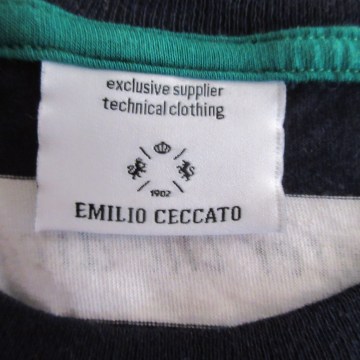 exclusive supplier
technical clothing
1902
EMILIO CECCATO